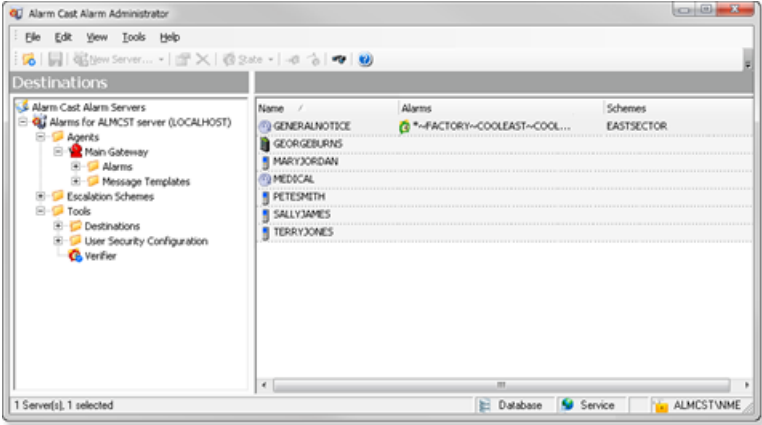 Alarm Cast Alarm Administrator
File Edit View Tools Help
New Server... State
Destinations
Alarm Cast Alarm Servers
Alarms for ALMCST server (LOCALHOST)
Agents
Main Gateway
Alarms
Message Templates
Escalation Schemes
Tools
Destinations
User Security Configuration
Verifier
Name / Alarms Schemes
GENERALNOTICE *~FACTORY~COOLEAST~COOL... EASTSECTOR
GEORGEBURNS
MARYJORDAN
MEDICAL
PETESMITH
SALLYJAMES
TERRYJONES
1 Server(s), 1 selected Database Service ALMCST\NME